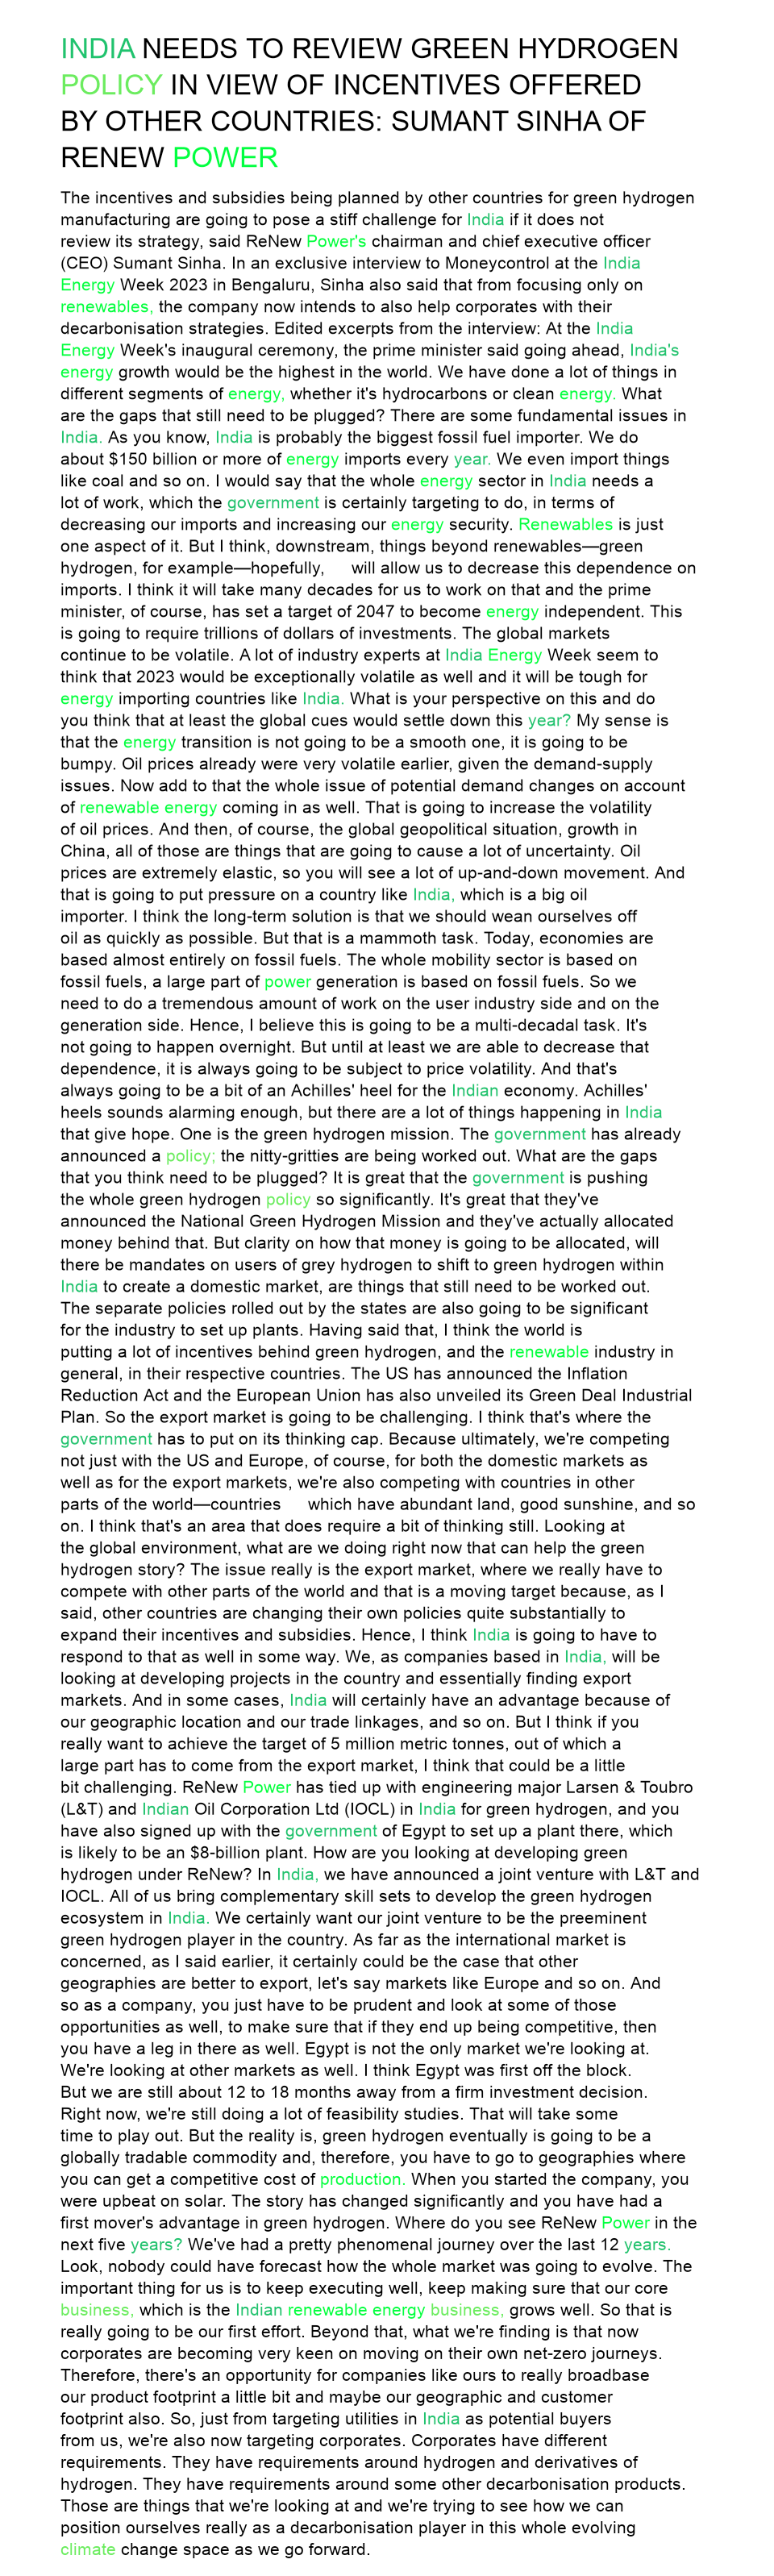 INDIA NEEDS TO REVIEW GREEN HYDROGEN
POLICY IN VIEW OF INCENTIVES OFFERED
BY OTHER COUNTRIES: SUMANT SINHA OF
RENEW POWER
The incentives and subsidies being planned by other countries for green hydrogen
manufacturing are going to pose a stiff challenge for India if it does not
review its strategy, said ReNew Power's chairman and chief executive officer
(CEO) Sumant Sinha. In an exclusive interview to Moneycontrol at the India
Energy Week 2023 in Bengaluru, Sinha also said that from focusing only on
renewables, the company now intends to also help corporates with their
decarbonisation strategies. Edited excerpts from the interview: At the India
Energy Week's inaugural ceremony, the prime minister said going ahead, India's
energy growth would be the highest in the world. We have done a lot of things in
different segments of energy, whether it's hydrocarbons or clean energy. What
are the gaps that still need to be plugged? There are some fundamental issues in
India. As you know, India is probably the biggest fossil fuel importer. We do
about $150 billion or more of energy imports every year. We even import things
like coal and so on. I would say that the whole energy sector in India needs a
lot of work, which the government is certainly targeting to do, in terms of
decreasing our imports and increasing our energy security. Renewables is just
one aspect of it. But I think, downstream, things beyond renewables—green
hydrogen, for example—hopefully, will allow us to decrease this dependence on
imports. I think it will take many decades for us to work on that and the prime
minister, of course, has set a target of 2047 to become energy independent. This
is going to require trillions of dollars of investments. The global markets
continue to be volatile. A lot of industry experts at India Energy Week seem to
think that 2023 would be exceptionally volatile as well and it will be tough for
energy importing countries like India. What is your perspective on this and do
you think that at least the global cues would settle down this year? My sense is
that the energy transition is not going to be a smooth one, it is going to be
bumpy. Oil prices already were very volatile earlier, given the demand-supply
issues. Now add to that the whole issue of potential demand changes on account
of renewable energy coming in as well. That is going to increase the volatility
of oil prices. And then, of course, the global geopolitical situation, growth in
China, all of those are things that are going to cause a lot of uncertainty. Oil
prices are extremely elastic, so you will see a lot of up-and-down movement. And
that is going to put pressure on a country like India, which is a big oil
importer. I think the long-term solution is that we should wean ourselves off
oil as quickly as possible. But that is a mammoth task. Today, economies are
based almost entirely on fossil fuels. The whole mobility sector is based on
fossil fuels, a large part of power generation is based on fossil fuels. So we
need to do a tremendous amount of work on the user industry side and on the
generation side. Hence, I believe this is going to be a multi-decadal task. It's
not going to happen overnight. But until at least we are able to decrease that
dependence, it is always going to be subject to price volatility. And that's
always going to be a bit of an Achilles' heel for the Indian economy. Achilles'
heels sounds alarming enough, but there are a lot of things happening in India
that give hope. One is the green hydrogen mission. The government has already
announced a policy; the nitty-gritties are being worked out. What are the gaps
that you think need to be plugged? It is great that the government is pushing
the whole green hydrogen policy so significantly. It's great that they've
announced the National Green Hydrogen Mission and they've actually allocated
money behind that. But clarity on how that money is going to be allocated, will
there be mandates on users of grey hydrogen to shift to green hydrogen within
India to create a domestic market, are things that still need to be worked out.
The separate policies rolled out by the states are also going to be significant
for the industry to set up plants. Having said that, I think the world is
putting a lot of incentives behind green hydrogen, and the renewable industry in
general, in their respective countries. The US has announced the Inflation
Reduction Act and the European Union has also unveiled its Green Deal Industrial
Plan. So the export market is going to be challenging. I think that's where the
government has to put on its thinking cap. Because ultimately, we're competing
not just with the US and Europe, of course, for both the domestic markets as
well as for the export markets, we're also competing with countries in other
parts of the world—countries which have abundant land, good sunshine, and so
on. I think that's an area that does require a bit of thinking still. Looking at
the global environment, what are we doing right now that can help the green
hydrogen story? The issue really is the export market, where we really have to
compete with other parts of the world and that is a moving target because, as I
said, other countries are changing their own policies quite substantially to
expand their incentives and subsidies. Hence, I think India is going to have to
respond to that as well in some way. We, as companies based in India, will be
looking at developing projects in the country and essentially finding export
markets. And in some cases, India will certainly have an advantage because of
our geographic location and our trade linkages, and so on. But I think if you
really want to achieve the target of 5 million metric tonnes, out of which a
large part has to come from the export market, I think that could be a little
bit challenging. ReNew Power has tied up with engineering major Larsen & Toubro
(L&T) and Indian Oil Corporation Ltd (IOCL) in India for green hydrogen, and you
have also signed up with the government of Egypt to set up a plant there, which
is likely to be an $8-billion plant. How are you looking at developing green
hydrogen under ReNew? In India, we have announced a joint venture with L&T and
IOCL. All of us bring complementary skill sets to develop the green hydrogen
ecosystem in India. We certainly want our joint venture to be the preeminent
green hydrogen player in the country. As far as the international market is
concerned, as I said earlier, it certainly could be the case that other
geographies are better to export, let's say markets like Europe and so on. And
so as a company, you just have to be prudent and look at some of those
opportunities as well, to make sure that if they end up being competitive, then
you have a leg in there as well. Egypt is not the only market we're looking at.
We're looking at other markets as well. I think Egypt was first off the block.
But we are still about 12 to 18 months away from a firm investment decision.
Right now, we're still doing a lot of feasibility studies. That will take some
time to play out. But the reality is, green hydrogen eventually is going to be a
globally tradable commodity and, therefore, you have to go to geographies where
you can get a competitive cost of production. When you started the company, you
were upbeat on solar. The story has changed significantly and you have had a
first mover's advantage in green hydrogen. Where do you see ReNew Power in the
next five years? We've had a pretty phenomenal journey over the last 12 years.
Look, nobody could have forecast how the whole market was going to evolve. The
important thing for us is to keep executing well, keep making sure that our core
business, which is the Indian renewable energy business, grows well. So that is
really going to be our first effort. Beyond that, what we're finding is that now
corporates are becoming very keen on moving on their own net-zero journeys.
Therefore, there's an opportunity for companies like ours to really broadbase
our product footprint a little bit and maybe our geographic and customer
footprint also. So, just from targeting utilities in India as potential buyers
from us, we're also now targeting corporates. Corporates have different
requirements. They have requirements around hydrogen and derivatives of
hydrogen. They have requirements around some other decarbonisation products.
Those are things that we're looking at and we're trying to see how we can
position ourselves really as a decarbonisation player in this whole evolving
climate change space as we go forward.